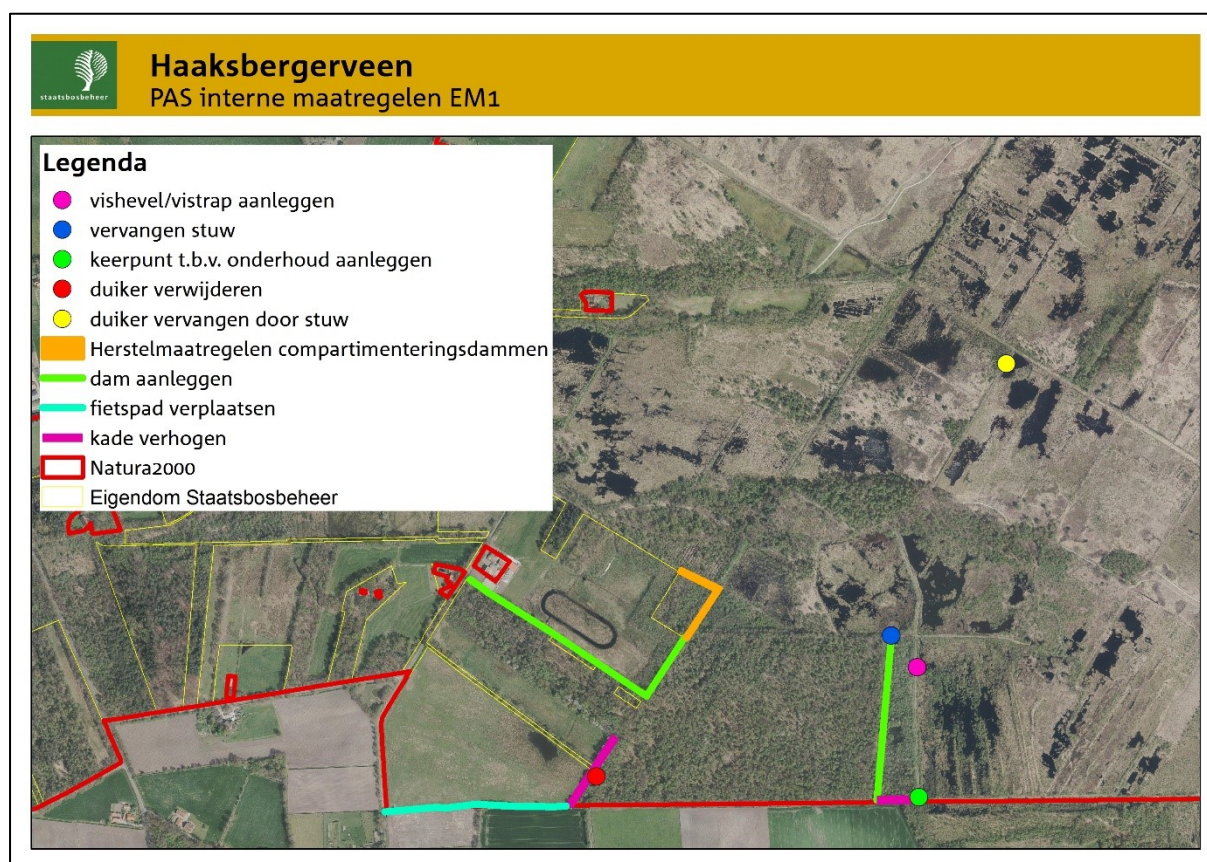 staatsbosbeheer
Haaksbergerveen
PAS interne maatregelen EM1
Legenda
vishevel/vistrap aanleggen
vervangen stuw
keerpunt t.b.v. onderhoud aanleggen
duiker verwijderen
duiker vervangen door stuw
Herstelmaatregelen compartimenteringsdammen
dam aanleggen
fietspad verplaatsen
kade verhogen
Natura2000
Eigendom Staatsbosbeheer